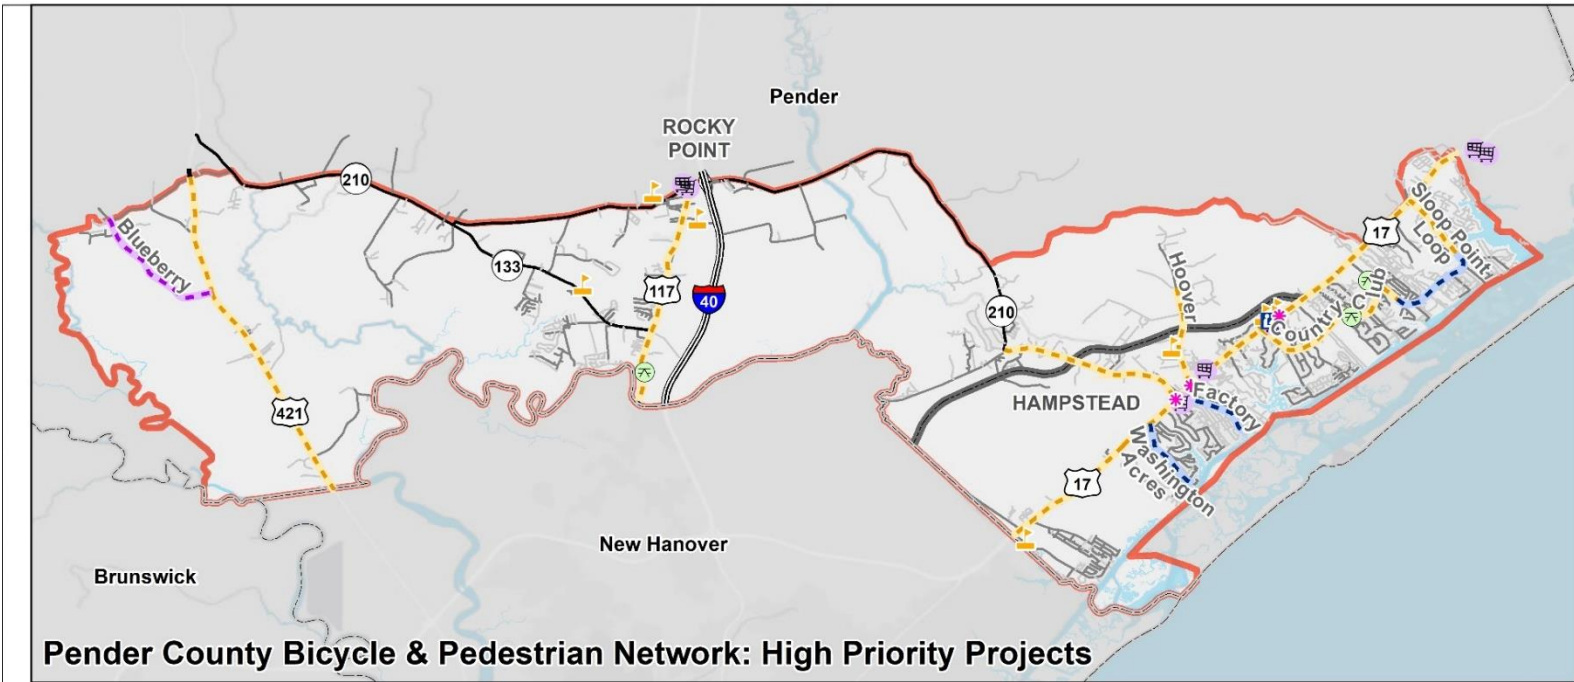 Pender
ROCKY
POINT
210
Blueberry
133
117
40
421
210
Hoover
17
Sloop Point
Loop
Country Club
HAMPSTEAD
Factory
Washington
Acres
17
New Hanover
Brunswick
Pender County Bicycle & Pedestrian Network: High Priority Projects